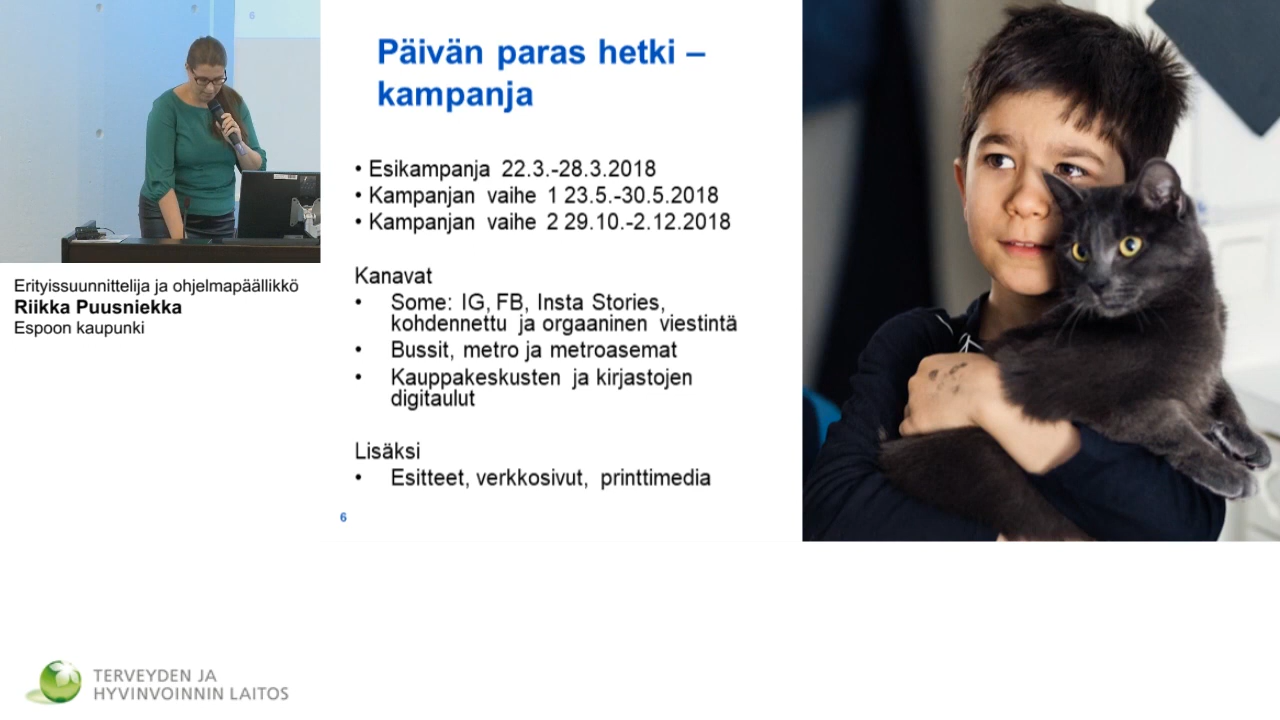 6
Erityissuunnittelija ja ohjelmapäällikkö
Riikka Puusniekka
Espoon kaupunki
Päivän paras hetki –
kampanja
• Esikampanja 22.3.-28.3.2018
• Kampanjan vaihe 1 23.5.-30.5.2018
• Kampanjan vaihe 2 29.10.-2.12.2018
Kanavat
• Some: IG, FB, Insta Stories,
kohdennettu ja orgaaninen viestintä
• Bussit, metro ja metroasemat
• Kauppakeskusten ja kirjastojen
digitaulut
Lisäksi
• Esitteet, verkkosivut, printtimedia
6
TERVEYDEN JA
HYVINVOINNIN LAITOS